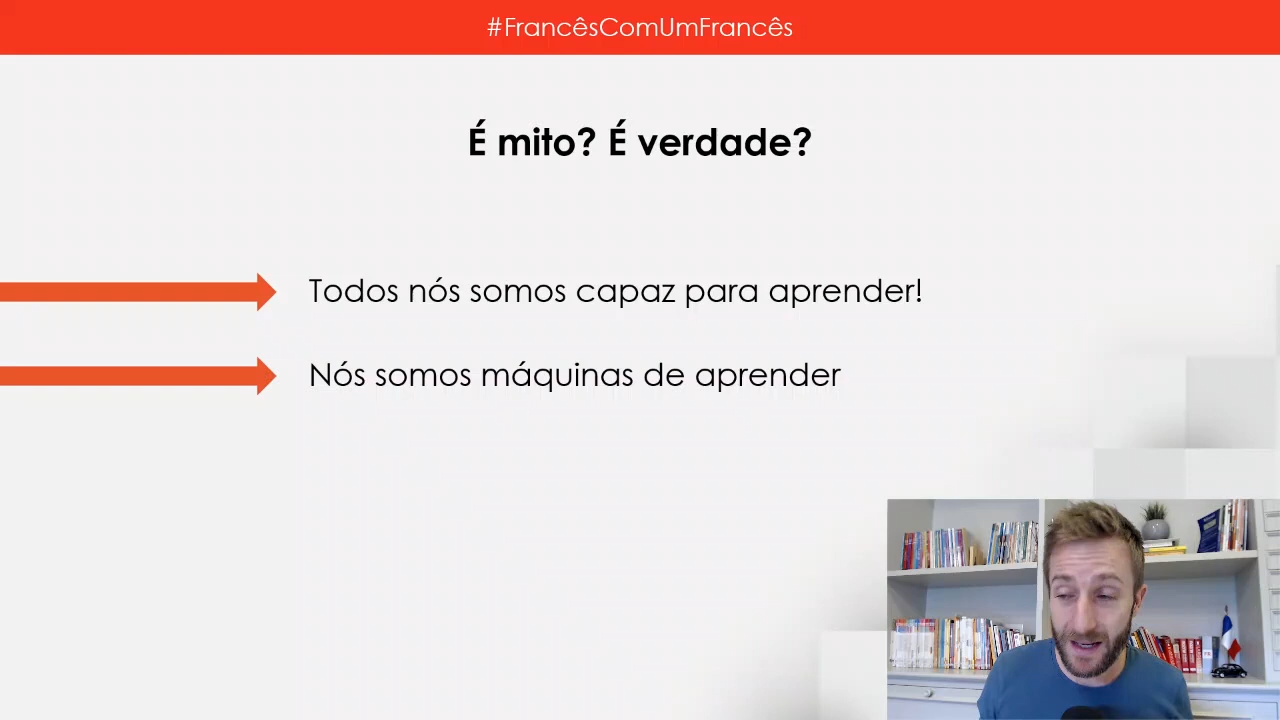 #FrancêsComUmFrancês
É mito? É verdade?
Todos nós somos capaz para aprender!
Nós somos máquinas de aprender